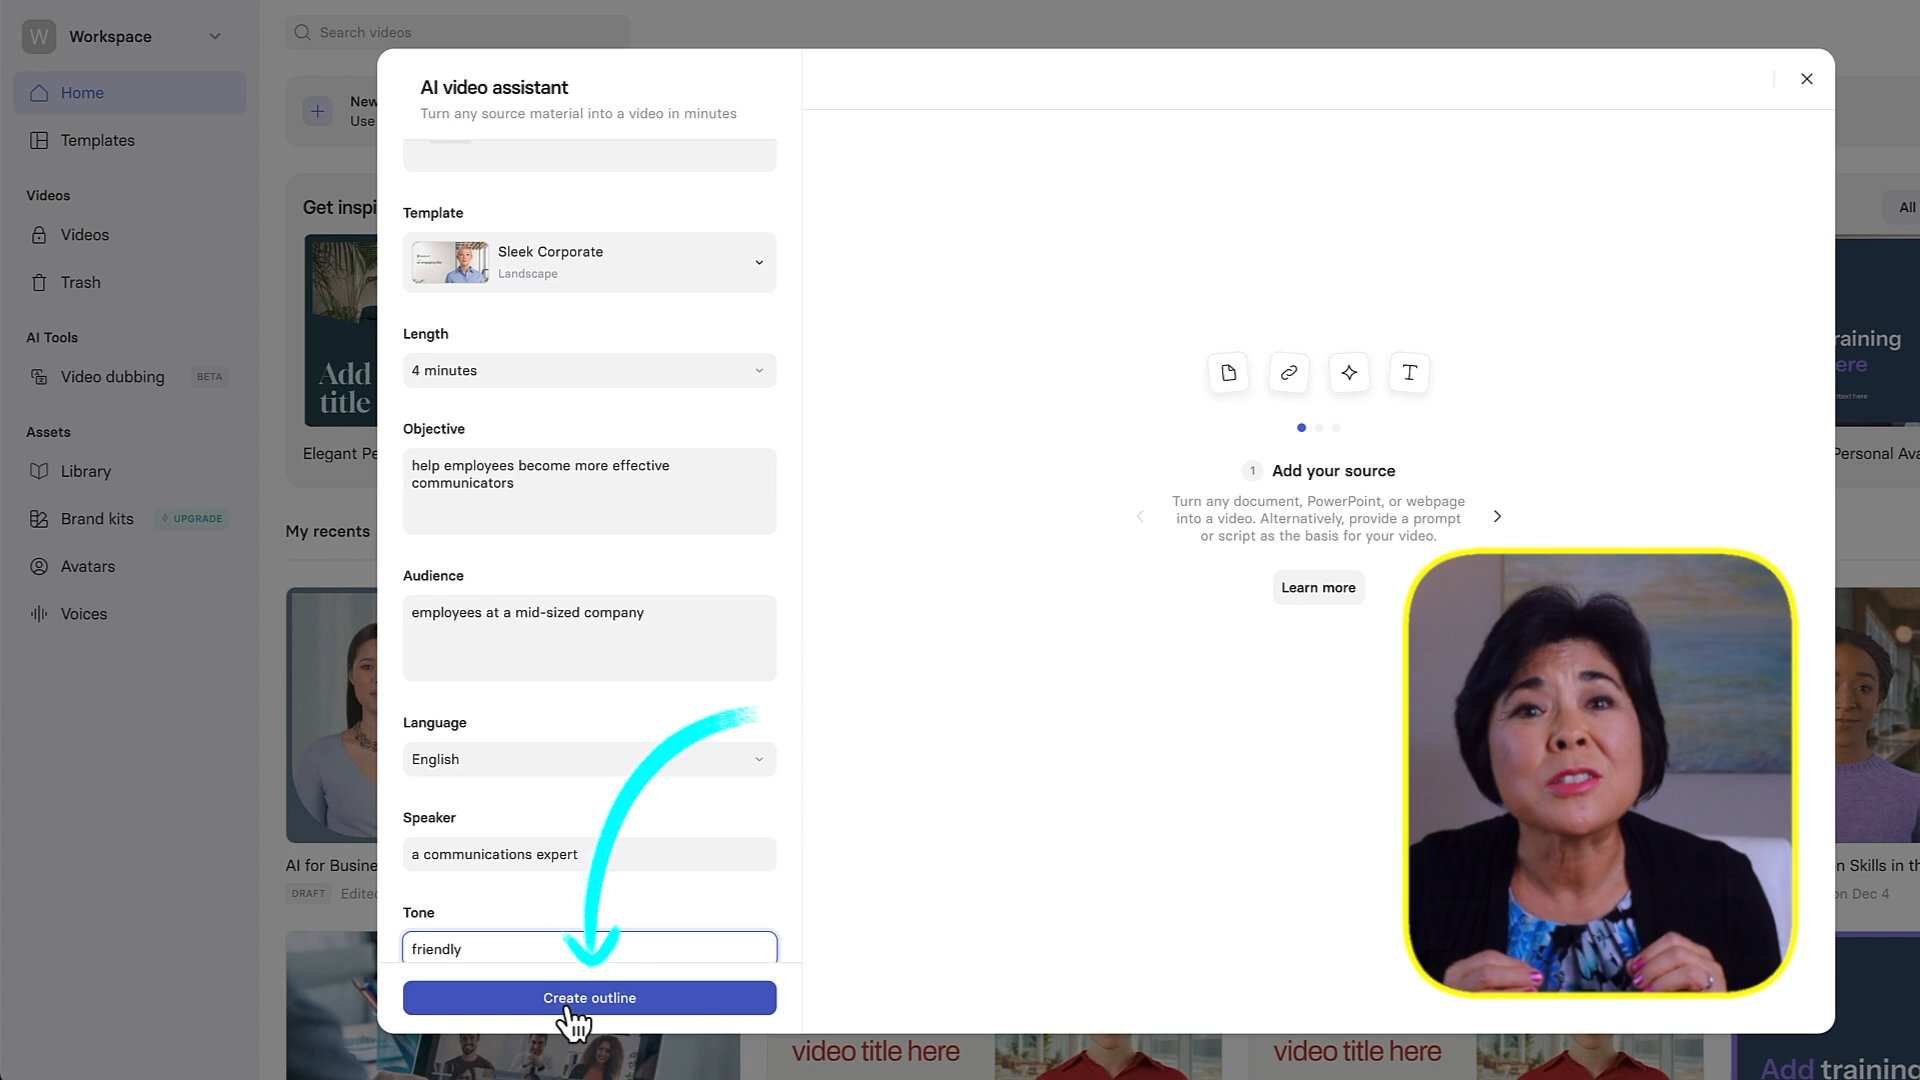 W Workspace
Home
Templates
Videos
Videos
Trash
AI Tools
Video dubbing BETA
Assets
Library
Brand kits UPGRADE
Avatars
Voices
Search videos
New
Use
Get inspi
All
Add
title
Elegant Pe
My recents
AI for Busine
DRAFT Edited
AI video assistant
Turn any source material into a video in minutes
Template
Sleek Corporate
Landscape
Length
4 minutes
Objective
help employees become more effective
communicators
Audience
employees at a mid-sized company
Language
English
Speaker
a communications expert
Tone
friendly
Create outline
1 Add your source
Turn any document, PowerPoint, or webpage
into a video. Alternatively, provide a prompt
or script as the basis for your video.
Learn more
raining
ere
Personal Ava
n Skills in th
on Dec 4
video title here
video title here
Add training